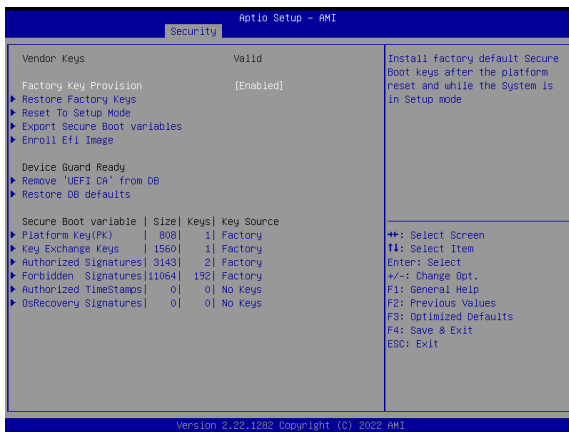 Aptio Setup - AMI
Security
Vendor Keys Valid
Factory Key Provision [Enabled]
Restore Factory Keys
Reset To Setup Mode
Export Secure Boot variables
Enroll Efi Image
Device Guard Ready
Remove 'UEFI CA' from DB
Restore DB defaults
Secure Boot variable | Size| Keys| Key Source
Platform Key(PK) | 808| 1| Factory
Key Exchange Keys | 1560| 1| Factory
Authorized Signatures| 3143| 2| Factory
Forbidden Signatures|11064| 192| Factory
Authorized TimeStamps| 0| 0| No Keys
OsRecovery Signatures| 0| 0| No Keys
Install factory default Secure
Boot keys after the platform
reset and while the System is
in Setup mode
→←: Select Screen
↑↓: Select Item
Enter: Select
+/-: Change Opt.
F1: General Help
F2: Previous Values
F3: Optimized Defaults
F4: Save & Exit
ESC: Exit
Version 2.22.1282 Copyright (C) 2022 AMI